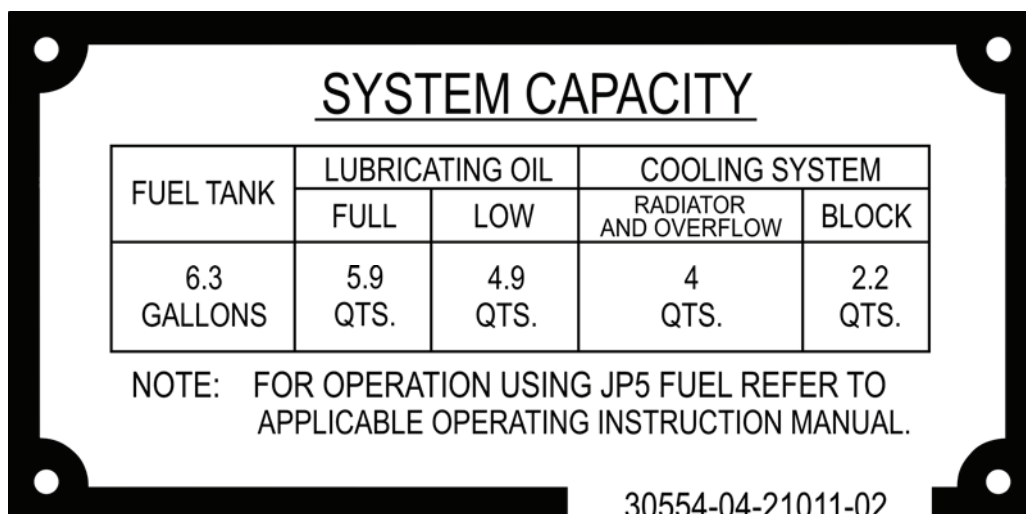 SYSTEM CAPACITY
FUEL TANK
LUBRICATING OIL
COOLING SYSTEM
FULL
LOW
RADIATOR
AND OVERFLOW
BLOCK
6.3
GALLONS
5.9
QTS.
4.9
QTS.
4
QTS.
2.2
QTS.
NOTE: FOR OPERATION USING JP5 FUEL REFER TO
APPLICABLE OPERATING INSTRUCTION MANUAL.
30554-04-21011-02